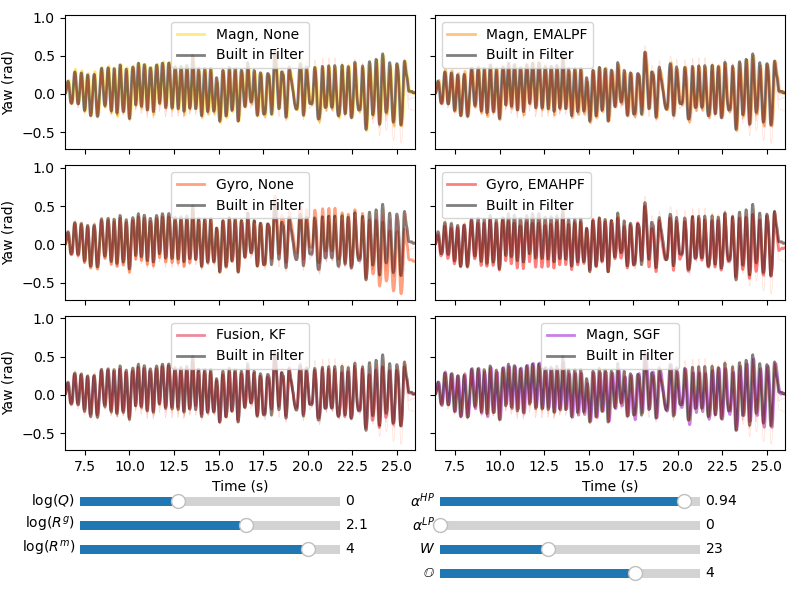 1.0
0.5
0.0
−0.5
Yaw (rad)
Magn, None
Built in Filter
Magn, EMALPF
Built in Filter
1.0
0.5
0.0
−0.5
Yaw (rad)
Gyro, None
Built in Filter
Gyro, EMAHPF
Built in Filter
1.0
0.5
0.0
−0.5
Yaw (rad)
Fusion, KF
Built in Filter
Magn, SGF
Built in Filter
7.5 10.0 12.5 15.0 17.5 20.0 22.5 25.0
Time (s)
7.5 10.0 12.5 15.0 17.5 20.0 22.5 25.0
Time (s)
log(Q) 0
log(R^g) 2.1
log(R^m) 4
α^HP 0.94
α^LP 0
W 23
𝕆 4